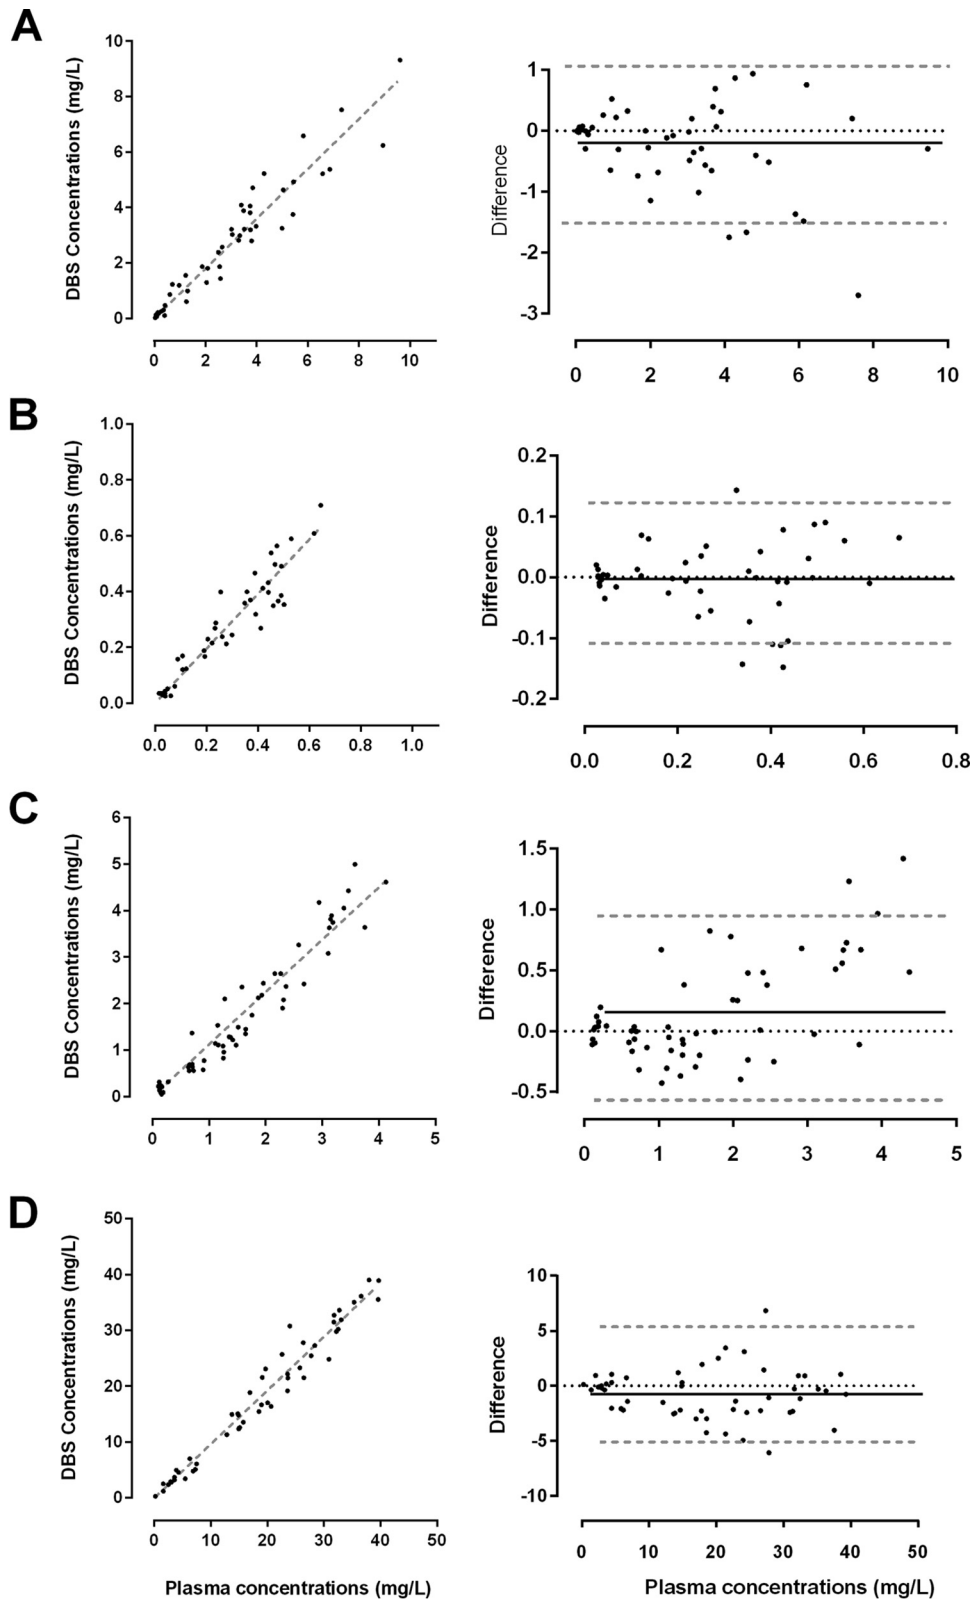 A
DBS Concentrations (mg/L)
10
8
6
4
2
0
0 2 4 6 8 10
Difference
1
0
-1
-2
-3
0 2 4 6 8 10
B
DBS Concentrations (mg/L)
1.0
0.8
0.6
0.4
0.2
0.0
0.0 0.2 0.4 0.6 0.8 1.0
Difference
0.2
0.1
0.0
-0.1
-0.2
0.0 0.2 0.4 0.6 0.8
C
DBS Concentrations (mg/L)
6
5
4
3
2
1
0
0 1 2 3 4 5
Difference
1.5
1.0
0.5
0.0
-0.5
0 1 2 3 4 5
D
DBS Concentrations (mg/L)
50
40
30
20
10
0
0 10 20 30 40 50
Plasma concentrations (mg/L)
Difference
10
5
0
-5
-10
0 10 20 30 40 50
Plasma concentrations (mg/L)